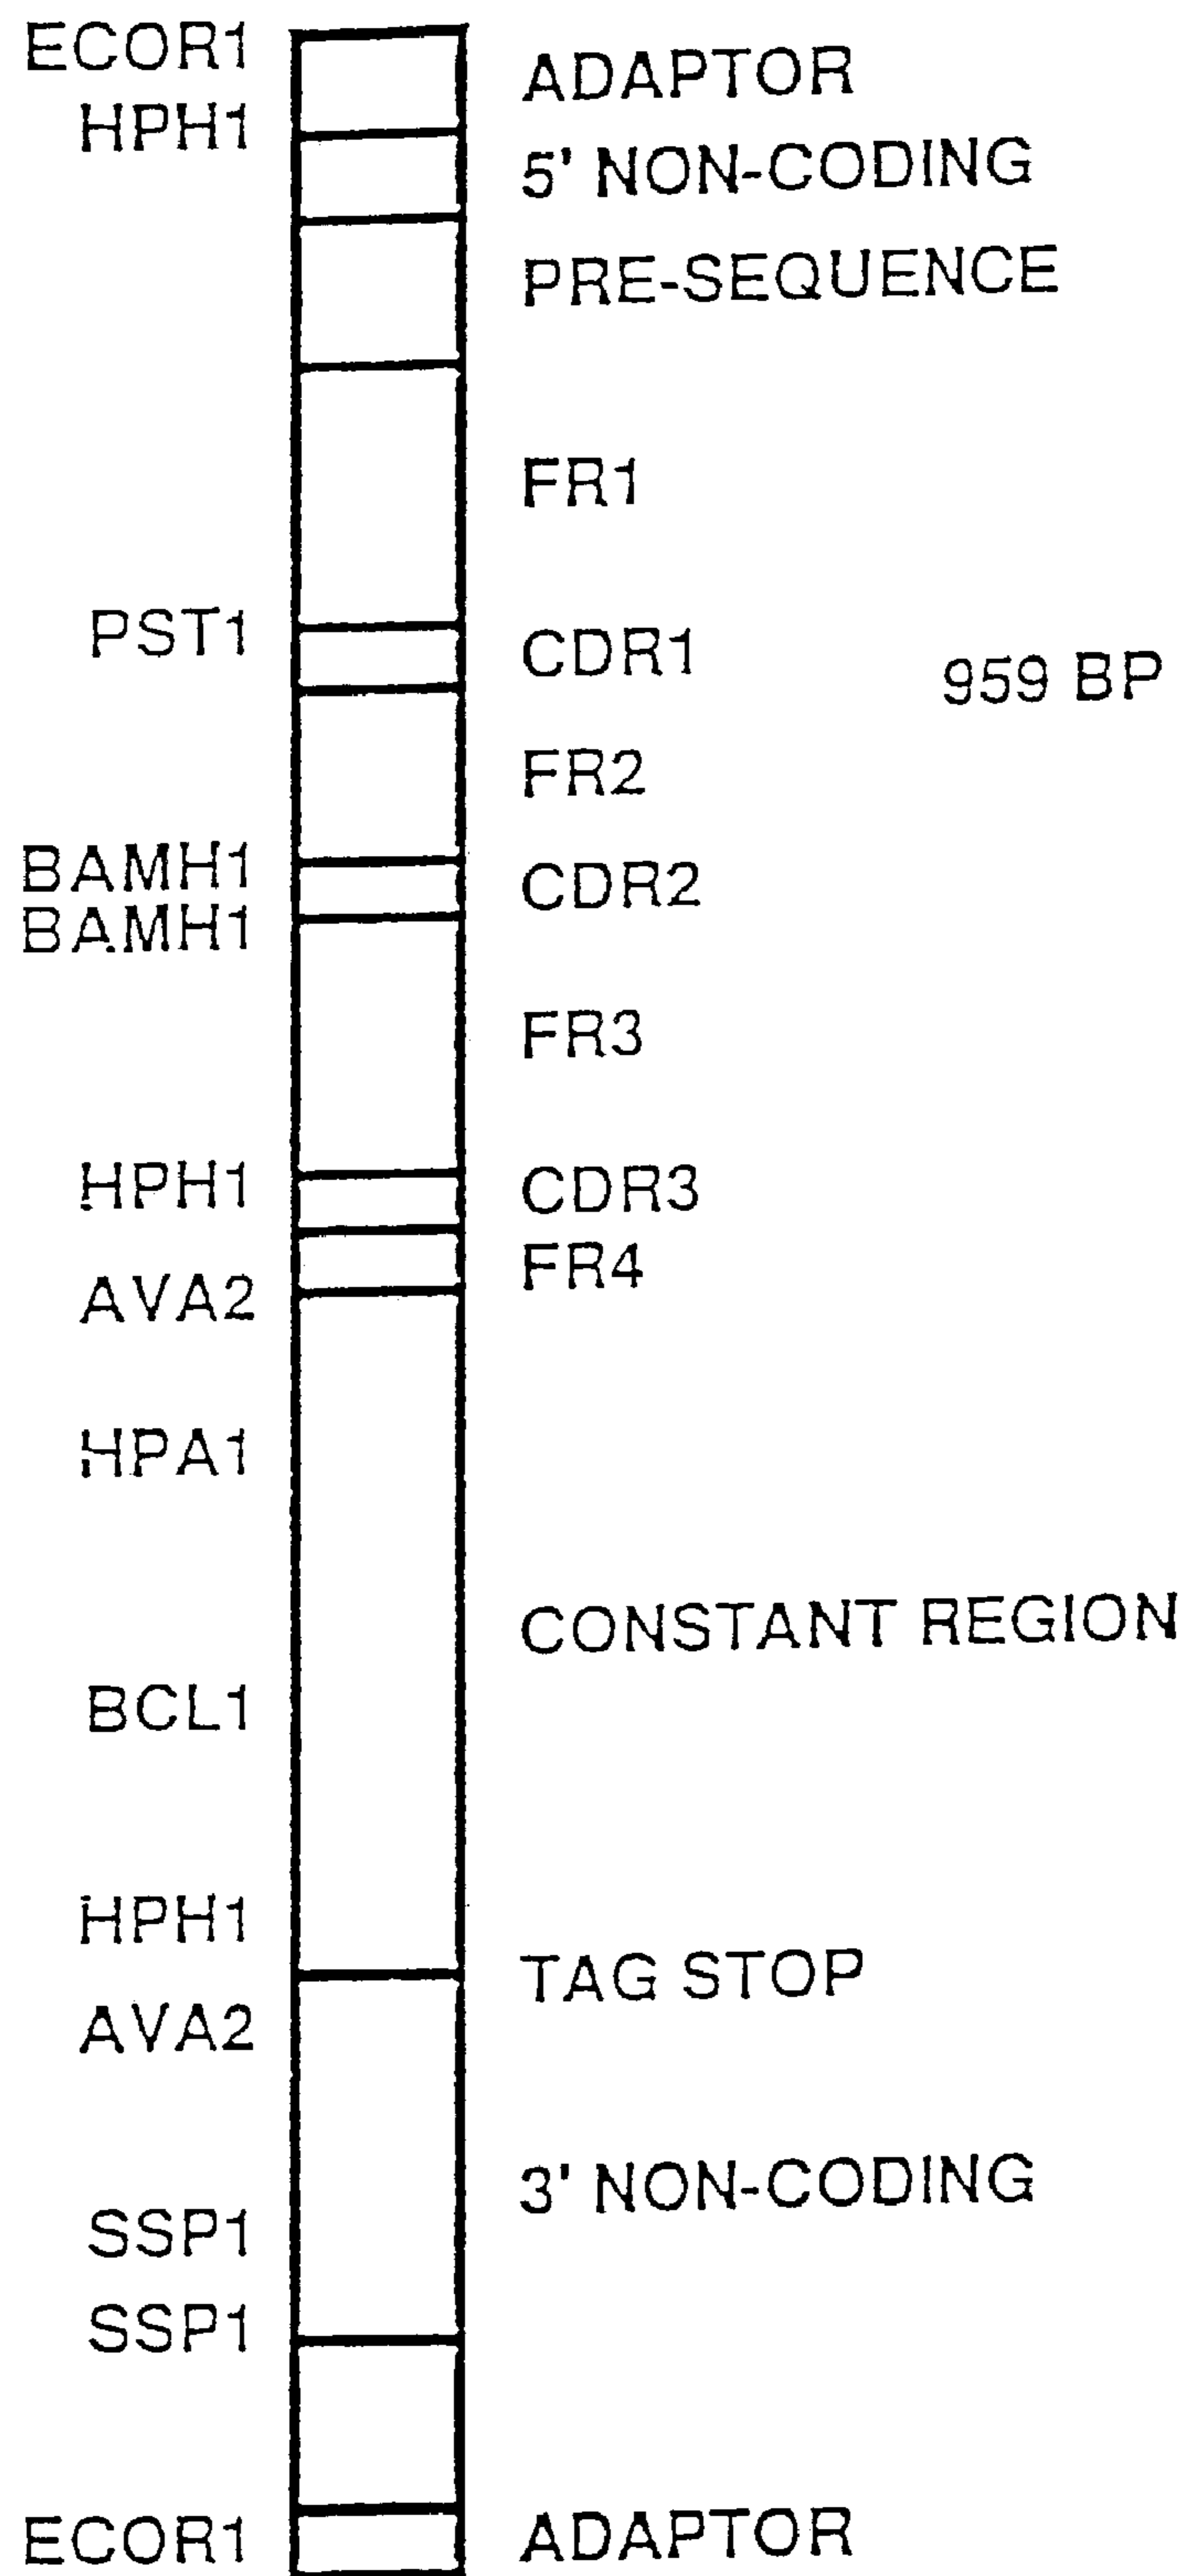 ECOR1
ADAPTOR
HPH1
5' NON-CODING
PRE-SEQUENCE
FR1
PST1
CDR1
959 BP
FR2
BAMH1
CDR2
BAMH1
FR3
HPH1
CDR3
FR4
AVA2
HPA1
CONSTANT REGION
BCL1
HPH1
TAG STOP
AVA2
3' NON-CODING
SSP1
SSP1
ECOR1
ADAPTOR